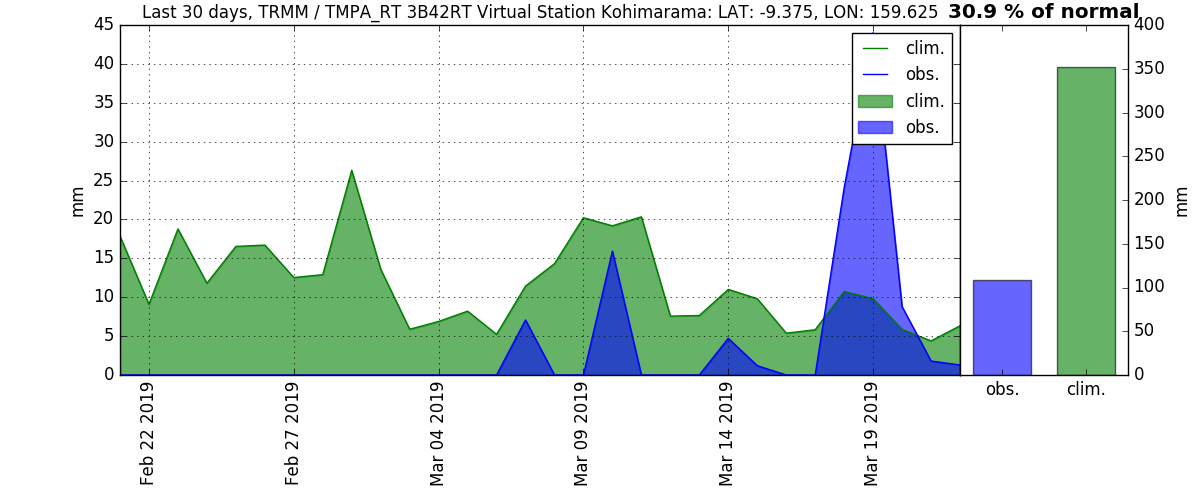 Last 30 days, TRMM / TMPA_RT 3B42RT Virtual Station Kohimarama: LAT: -9.375, LON: 159.625
30.9 % of normal
45
40
35
30
25
20
15
10
5
0
mm
clim.
obs.
clim.
obs.
Feb 22 2019
Feb 27 2019
Mar 04 2019
Mar 09 2019
Mar 14 2019
Mar 19 2019
400
350
300
250
200
150
100
50
0
mm
obs.
clim.